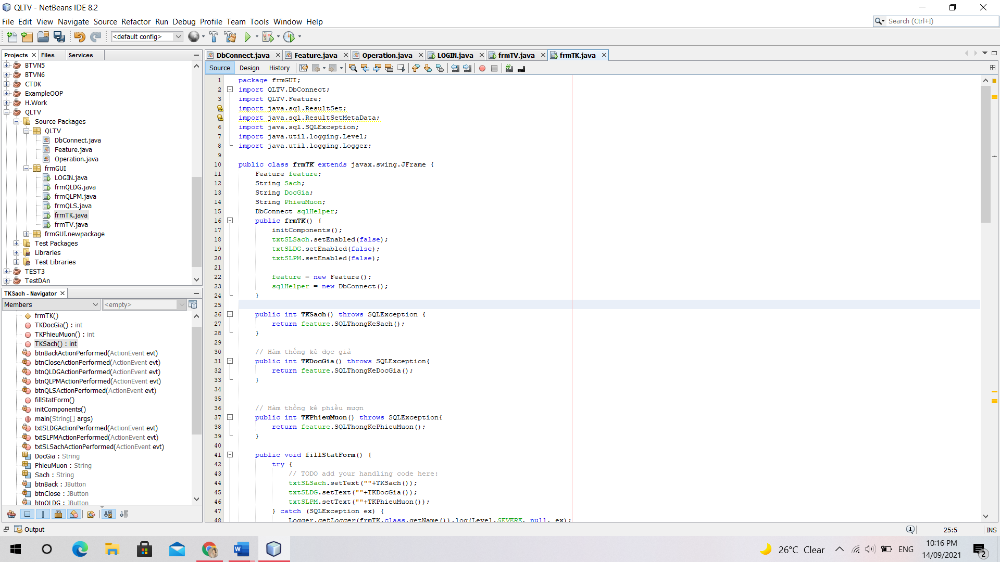 QLTV - NetBeans IDE 8.2
File Edit View Navigate Source Refactor Run Debug Profile Team Tools Window Help
Search (Ctrl+I)
<default config>
Projects Files Services
BTVN5
BTVN6
CTDK
ExampleOOP
H.Work
QLTV
Source Packages
QLTV
DbConnect.java
Feature.java
Operation.java
frmGUI
LOGIN.java
frmQLDG.java
frmQLPM.java
frmQLS.java
frmTK.java
frmTV.java
frmGUI.newpackage
Test Packages
Libraries
Test Libraries
TEST3
TestDAn
TKSach - Navigator
Members <empty>
frmTK()
TKDocGia() : int
TKPhieuMuon() : int
TKSach() : int
btnBackActionPerformed(ActionEvent evt)
btnCloseActionPerformed(ActionEvent evt)
btnQLDGActionPerformed(ActionEvent evt)
btnQLPMActionPerformed(ActionEvent evt)
btnQLSActionPerformed(ActionEvent evt)
fillStatForm()
initComponents()
main(String[] args)
txtSLDGActionPerformed(ActionEvent evt)
txtSLPMActionPerformed(ActionEvent evt)
txtSLSachActionPerformed(ActionEvent evt)
DocGia : String
PhieuMuon : String
Sach : String
btnBack : JButton
btnClose : JButton
btnQLDG : JButton
DbConnect.java Feature.java Operation.java LOGIN.java frmTV.java frmTK.java
Source Design History
1 package frmGUI;
2 import QLTV.DbConnect;
3 import QLTV.Feature;
import java.sql.ResultSet;
import java.sql.ResultSetMetaData;
6 import java.sql.SQLException;
7 import java.util.logging.Level;
8 import java.util.logging.Logger;
9
10 public class frmTK extends javax.swing.JFrame {
11 Feature feature;
12 String Sach;
13 String DocGia;
14 String PhieuMuon;
15 DbConnect sqlHelper;
16 public frmTK() {
17 initComponents();
18 txtSLSach.setEnabled(false);
19 txtSLDG.setEnabled(false);
20 txtSLPM.setEnabled(false);
21
22 feature = new Feature();
23 sqlHelper = new DbConnect();
24 }
25
26 public int TKSach() throws SQLException {
27 return feature.SQLThongKeSach();
28 }
29
30 // Hàm thống kê đọc giả
31 public int TKDocGia() throws SQLException{
32 return feature.SQLThongKeDocGia();
33 }
34
35
36 // Hàm thống kê phiếu mượn
37 public int TKPhieuMuon() throws SQLException{
38 return feature.SQLThongKePhieuMuon();
39 }
40
41 public void fillStatForm() {
42 try {
43 // TODO add your handling code here:
44 txtSLSach.setText(""+TKSach());
45 txtSLDG.setText(""+TKDocGia());
46 txtSLPM.setText(""+TKPhieuMuon());
47 } catch (SQLException ex) {
48 Logger.getLogger(frmTK.class.getName()).log(Level.SEVERE, null, ex);
Output
1
25:5 INS
26°C Clear
ENG
10:16 PM
14/09/2021
2